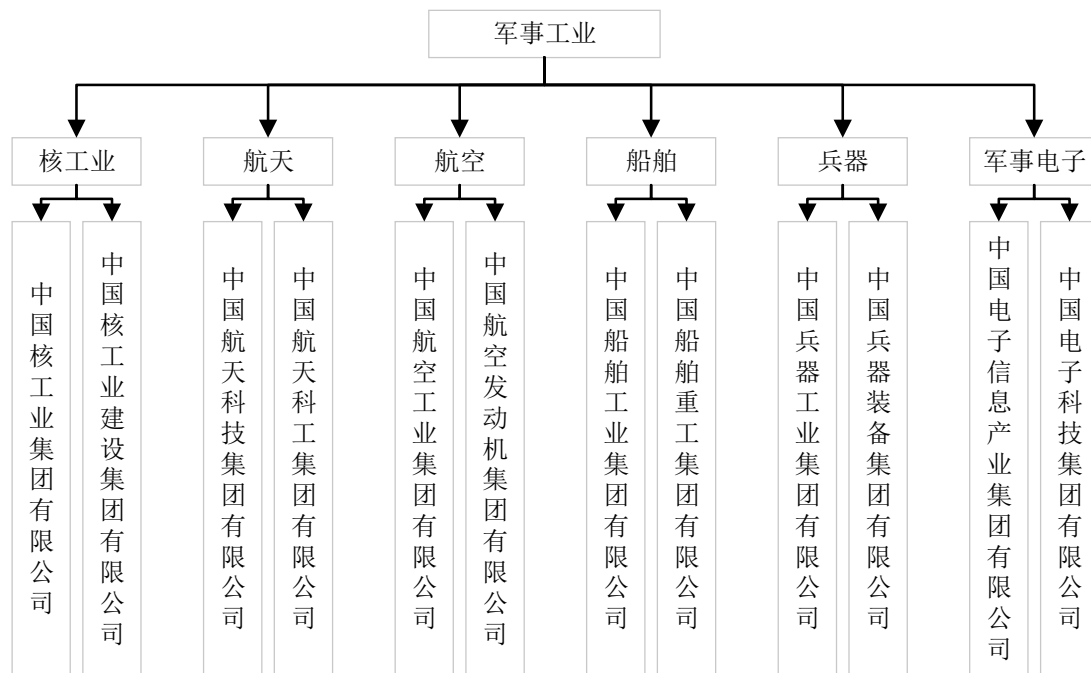 军事工业
核工业
航天
航空
船舶
兵器
军事电子
中国核工业集团有限公司
中国核工业建设集团有限公司
中国航天科技集团有限公司
中国航天科工集团有限公司
中国航空工业集团有限公司
中国航空发动机集团有限公司
中国船舶工业集团有限公司
中国船舶重工集团有限公司
中国兵器工业集团有限公司
中国兵器装备集团有限公司
中国电子信息产业集团有限公司
中国电子科技集团有限公司